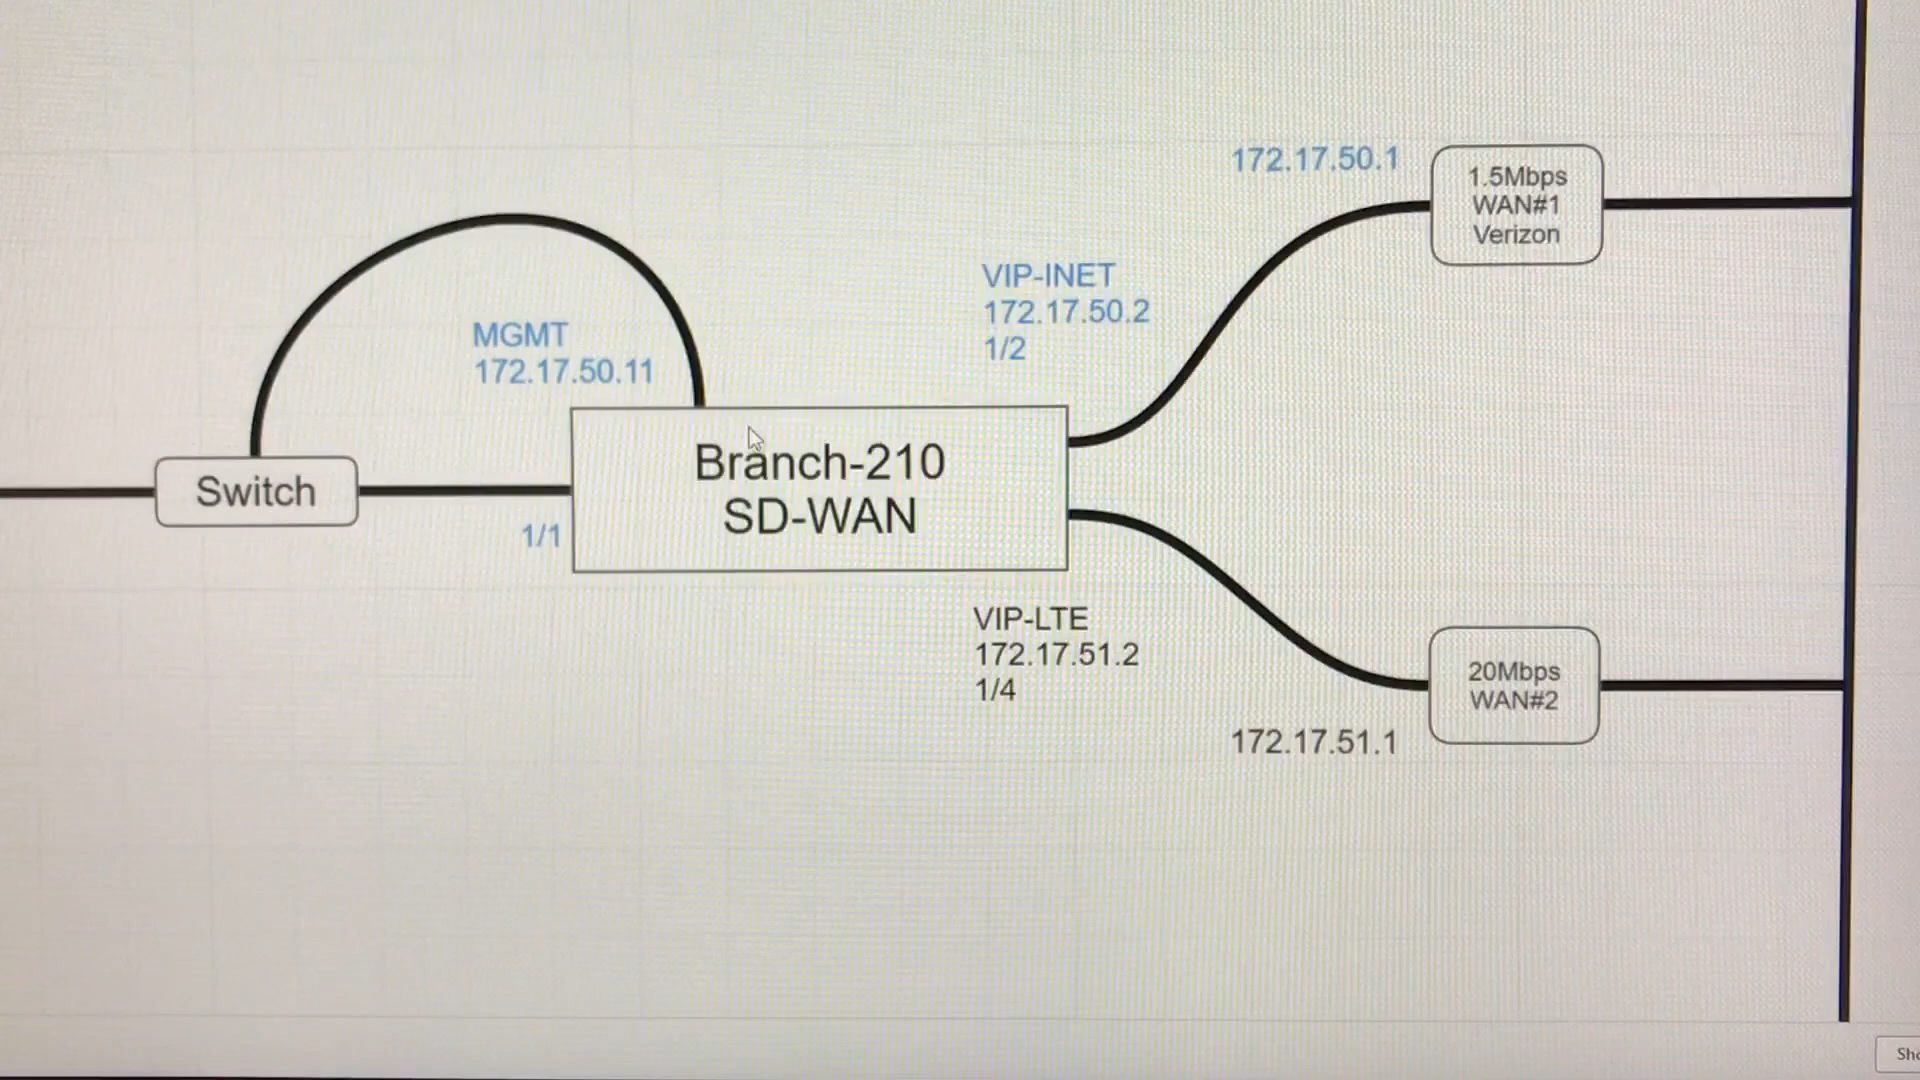 172.17.50.1
1.5Mbps
WAN#1
Verizon
VIP-INET
172.17.50.2
1/2
MGMT
172.17.50.11
Switch
1/1
Branch-210
SD-WAN
VIP-LTE
172.17.51.2
1/4
20Mbps
WAN#2
172.17.51.1